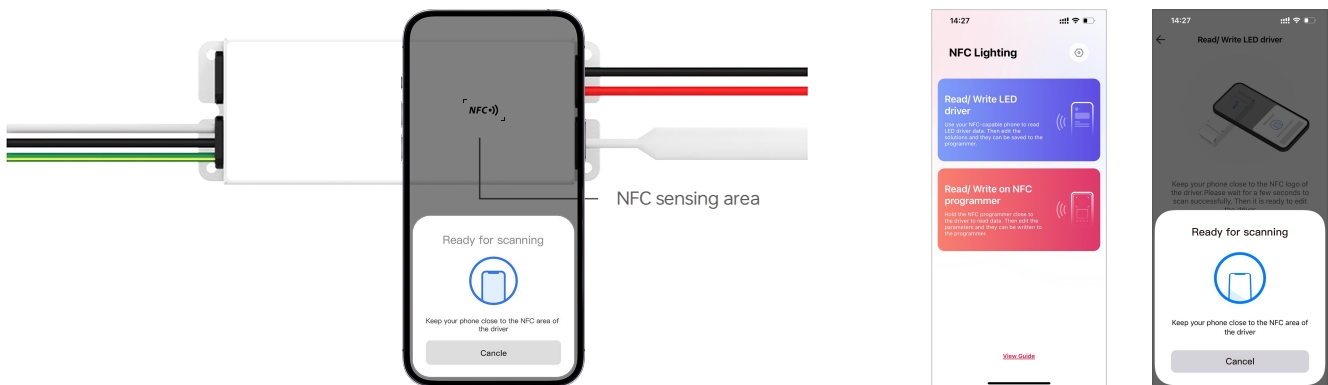 NFC
NFC sensing area
Ready for scanning
Keep your phone close to the NFC area of
the driver
Cancle
14:27
NFC Lighting
Read/ Write LED
driver
Use your NFC-capable phone to read
LED driver data. Then edit the
solutions and they can be saved to the
programmer.
Read/ Write on NFC
programmer
Hold the NFC programmer close to
the driver to read data. Then edit the
parameters and they can be written to
the programmer.
View Guide
14:27
Read/ Write LED driver
Keep your phone close to the NFC logo of
the driver.Please wait for a few seconds to
scan successfully. Then it is ready to edit
the driver
Ready for scanning
Keep your phone close to the NFC area of
the driver
Cancel